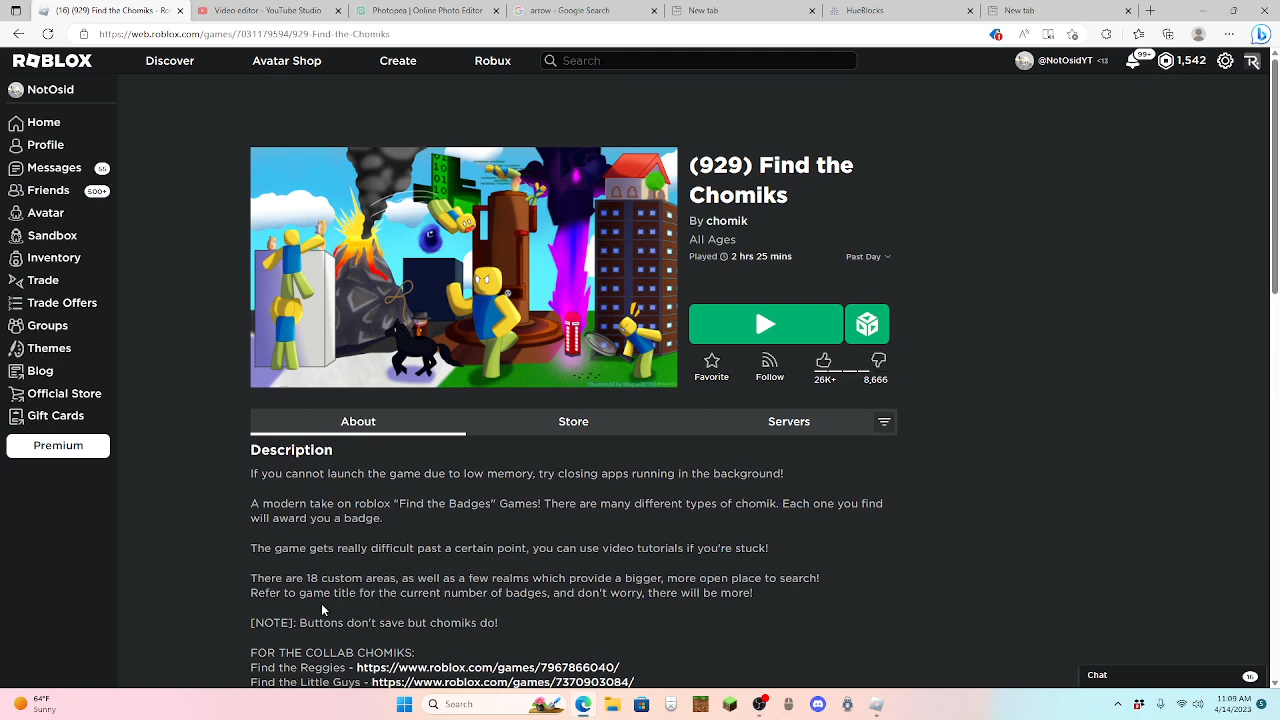 (16) Find the Chomiks - Ro
Video editor - YouTube Studio
Photopea | Online Photo Editor
arrow - Google Search
New tab
HueBlocks
New tab
https://web.roblox.com/games/7031179594/929-Find-the-Chomiks
ROBLOX
Discover
Avatar Shop
Create
Robux
Search
@NotOsidYT <13
99+
1,542
NotOsid
Home
Profile
Messages 55
Friends 500+
Avatar
Sandbox
Inventory
Trade
Trade Offers
Groups
Themes
Blog
Official Store
Gift Cards
Premium
(929) Find the
Chomiks
By chomik
All Ages
Played 2 hrs 25 mins
Past Day
Favorite
Follow
26K+
8,666
About
Store
Servers
Description
If you cannot launch the game due to low memory, try closing apps running in the background!
A modern take on roblox "Find the Badges" Games! There are many different types of chomik. Each one you find
will award you a badge.
The game gets really difficult past a certain point, you can use video tutorials if you're stuck!
There are 18 custom areas, as well as a few realms which provide a bigger, more open place to search!
Refer to game title for the current number of badges, and don't worry, there will be more!
[NOTE]: Buttons don't save but chomiks do!
FOR THE COLLAB CHOMIKS:
Find the Reggies - https://www.roblox.com/games/7967866040/
Find the Little Guys - https://www.roblox.com/games/7370903084/
Chat
16
64°F
Sunny
Search
11:09 AM
4/14/2023